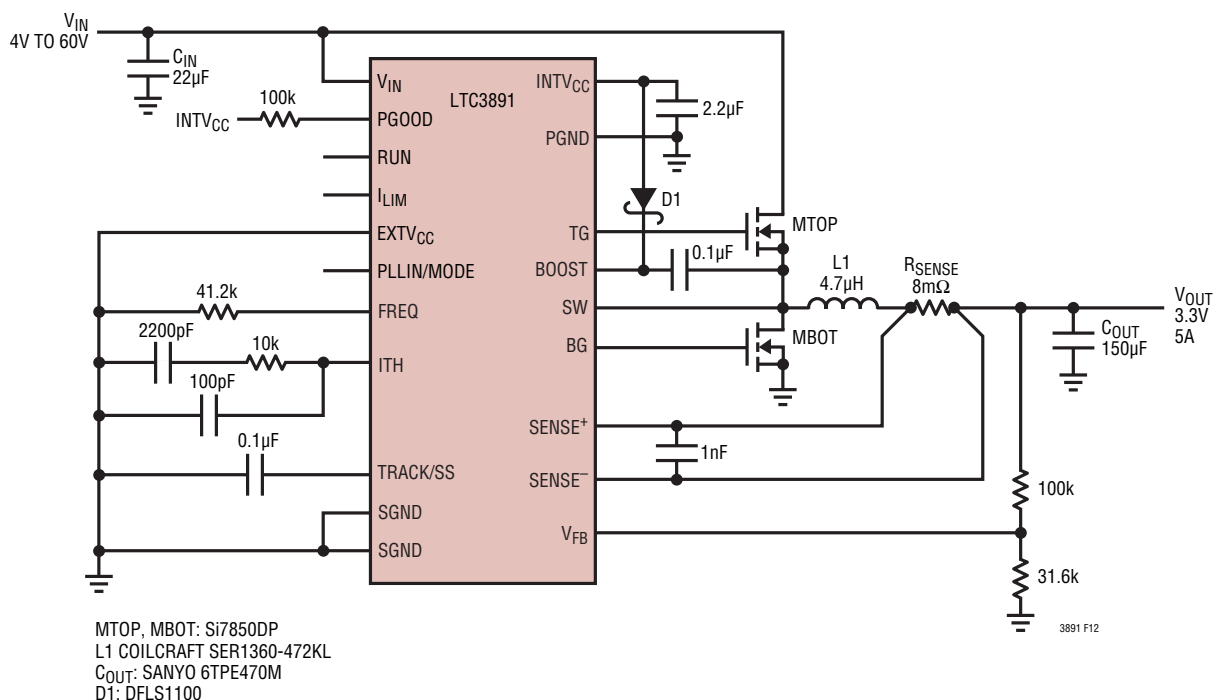 VIN
4V TO 60V
CIN
22µF
INTVCC
100k
VIN
PGOOD
RUN
ILIM
EXTVCC
PLLIN/MODE
FREQ
ITH
TRACK/SS
SGND
SGND
LTC3891
INTVCC
PGND
TG
BOOST
SW
BG
SENSE+
SENSE–
VFB
41.2k
2200pF
10k
100pF
0.1µF
2.2µF
D1
0.1µF
MTOP
MBOT
L1
4.7µH
RSENSE
8mΩ
VOUT
3.3V
5A
COUT
150µF
1nF
100k
31.6k
3891 F12
MTOP, MBOT: Si7850DP
L1 COILCRAFT SER1360-472KL
COUT: SANYO 6TPE470M
D1: DFLS1100